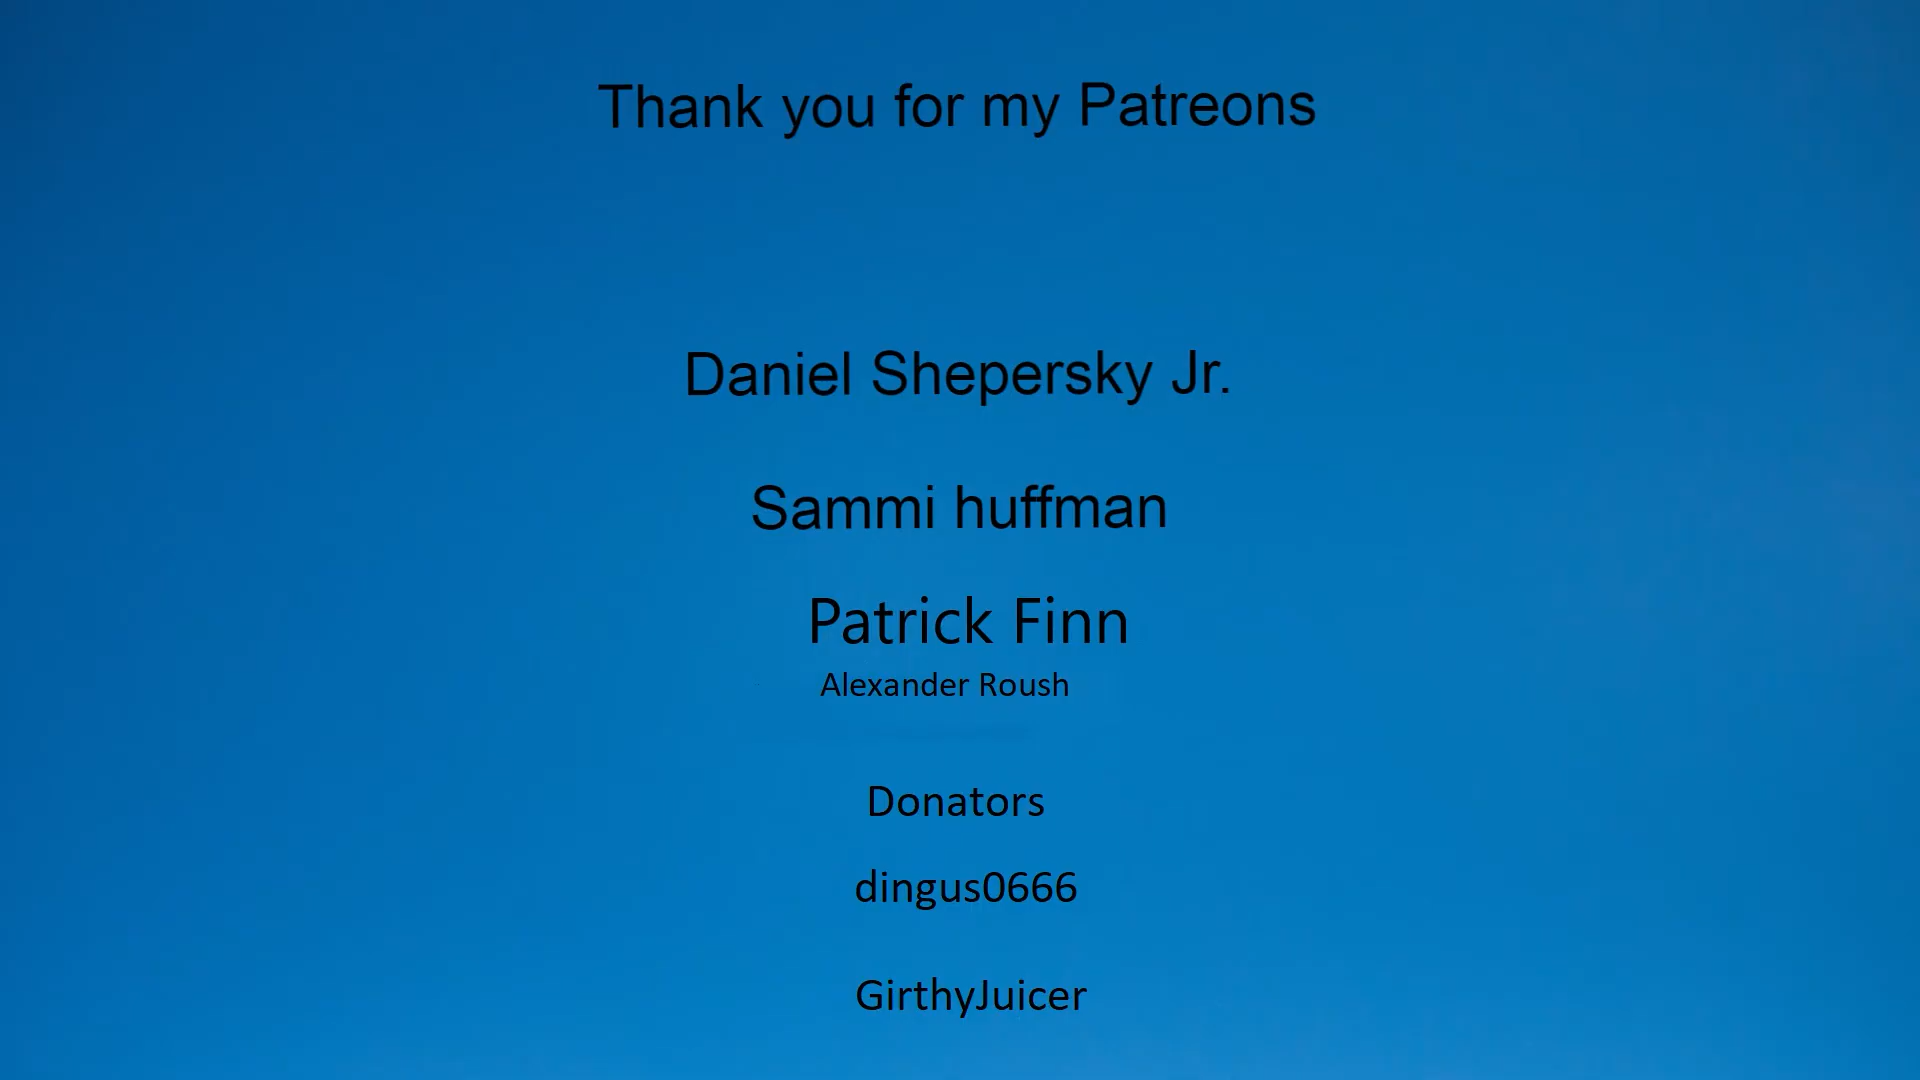 Thank you for my Patreons
Daniel Shepersky Jr.
Sammi huffman
Patrick Finn
Alexander Roush
Donators
dingus0666
GirthyJuicer